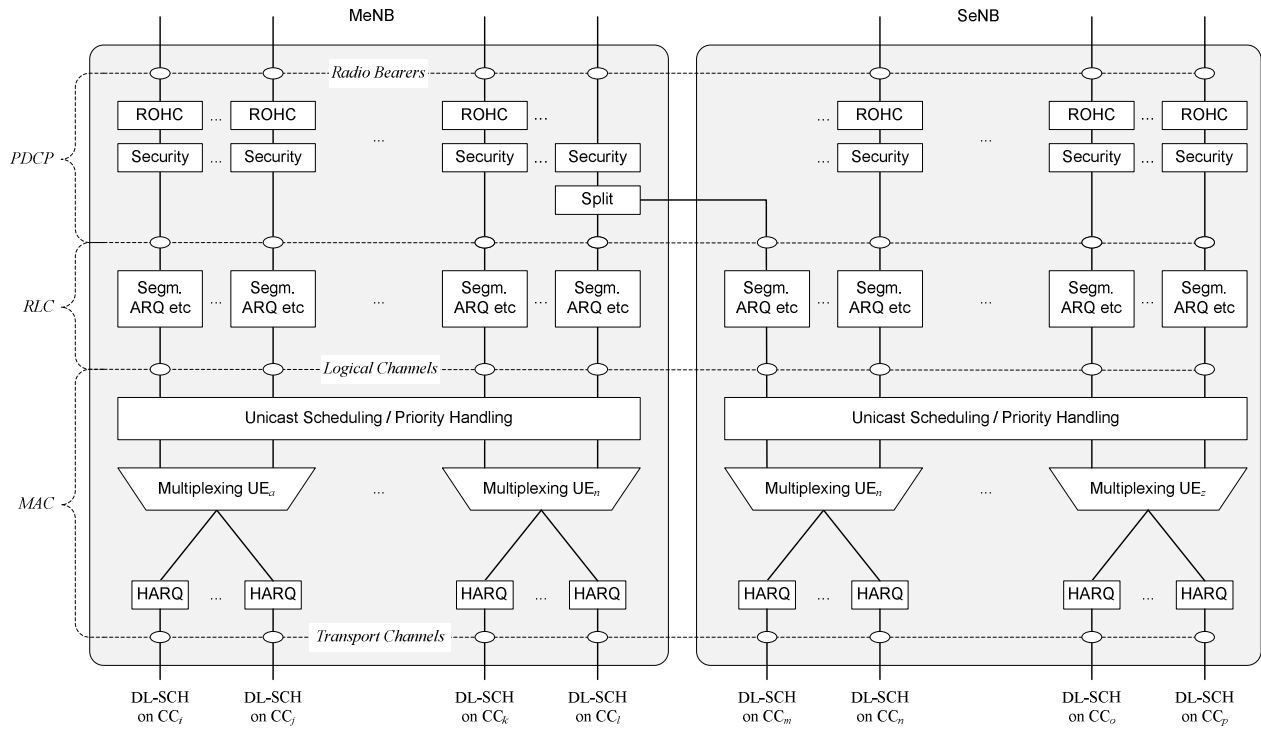 MeNB SeNB
Radio Bearers
ROHC ... ROHC ROHC ... ... ROHC ROHC ... ROHC
... ...
PDCP Security ... Security Security ... Security ... Security Security ... Security
Split
Segm. Segm. Segm. Segm. Segm. Segm. Segm. Segm.
RLC ... ... ... ... ... ... ...
ARQ etc ARQ etc ARQ etc ARQ etc ARQ etc ARQ etc ARQ etc ARQ etc
Logical Channels
Unicast Scheduling / Priority Handling Unicast Scheduling / Priority Handling
MAC Multiplexing UEa ... Multiplexing UEn Multiplexing UEn ... Multiplexing UEz
HARQ ... HARQ HARQ ... HARQ HARQ ... HARQ HARQ ... HARQ
Transport Channels
DL-SCH DL-SCH DL-SCH DL-SCH DL-SCH DL-SCH DL-SCH DL-SCH
on CCi on CCj on CCk on CCl on CCm on CCn on CCo on CCp